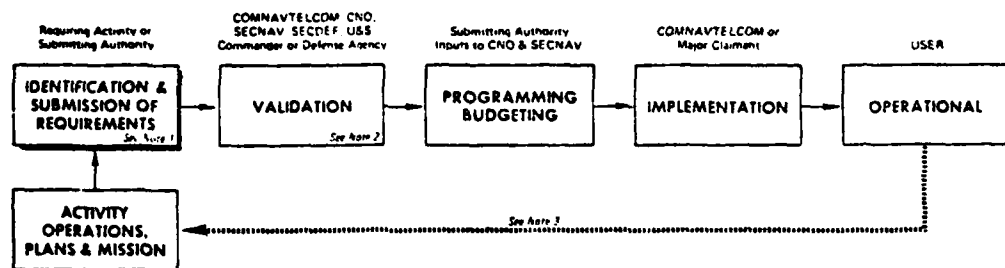 Requiring Activity or
Submitting Authority
COMNAVTELCOM, CNO,
SECNAV, SECDEF, U&S
Commander or Defense Agency
Submitting Authority
Inputs to CNO & SECNAV
COMNAVTELCOM or
Major Claimant
USER
IDENTIFICATION &
SUBMISSION OF
REQUIREMENTS
See Note 1
VALIDATION
See Note 2
PROGRAMMING
BUDGETING
IMPLEMENTATION
OPERATIONAL
ACTIVITY
OPERATIONS,
PLANS & MISSION
See Note 3